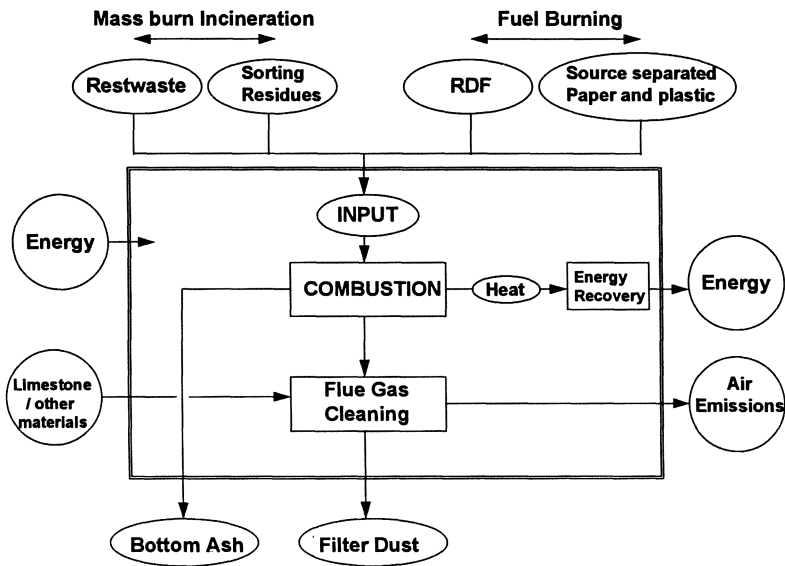 Mass burn Incineration
Fuel Burning
Restwaste
Sorting
Residues
RDF
Source separated
Paper and plastic
INPUT
Energy
COMBUSTION
Heat
Energy
Recovery
Energy
Limestone
/ other
materials
Flue Gas
Cleaning
Air
Emissions
Bottom Ash
Filter Dust